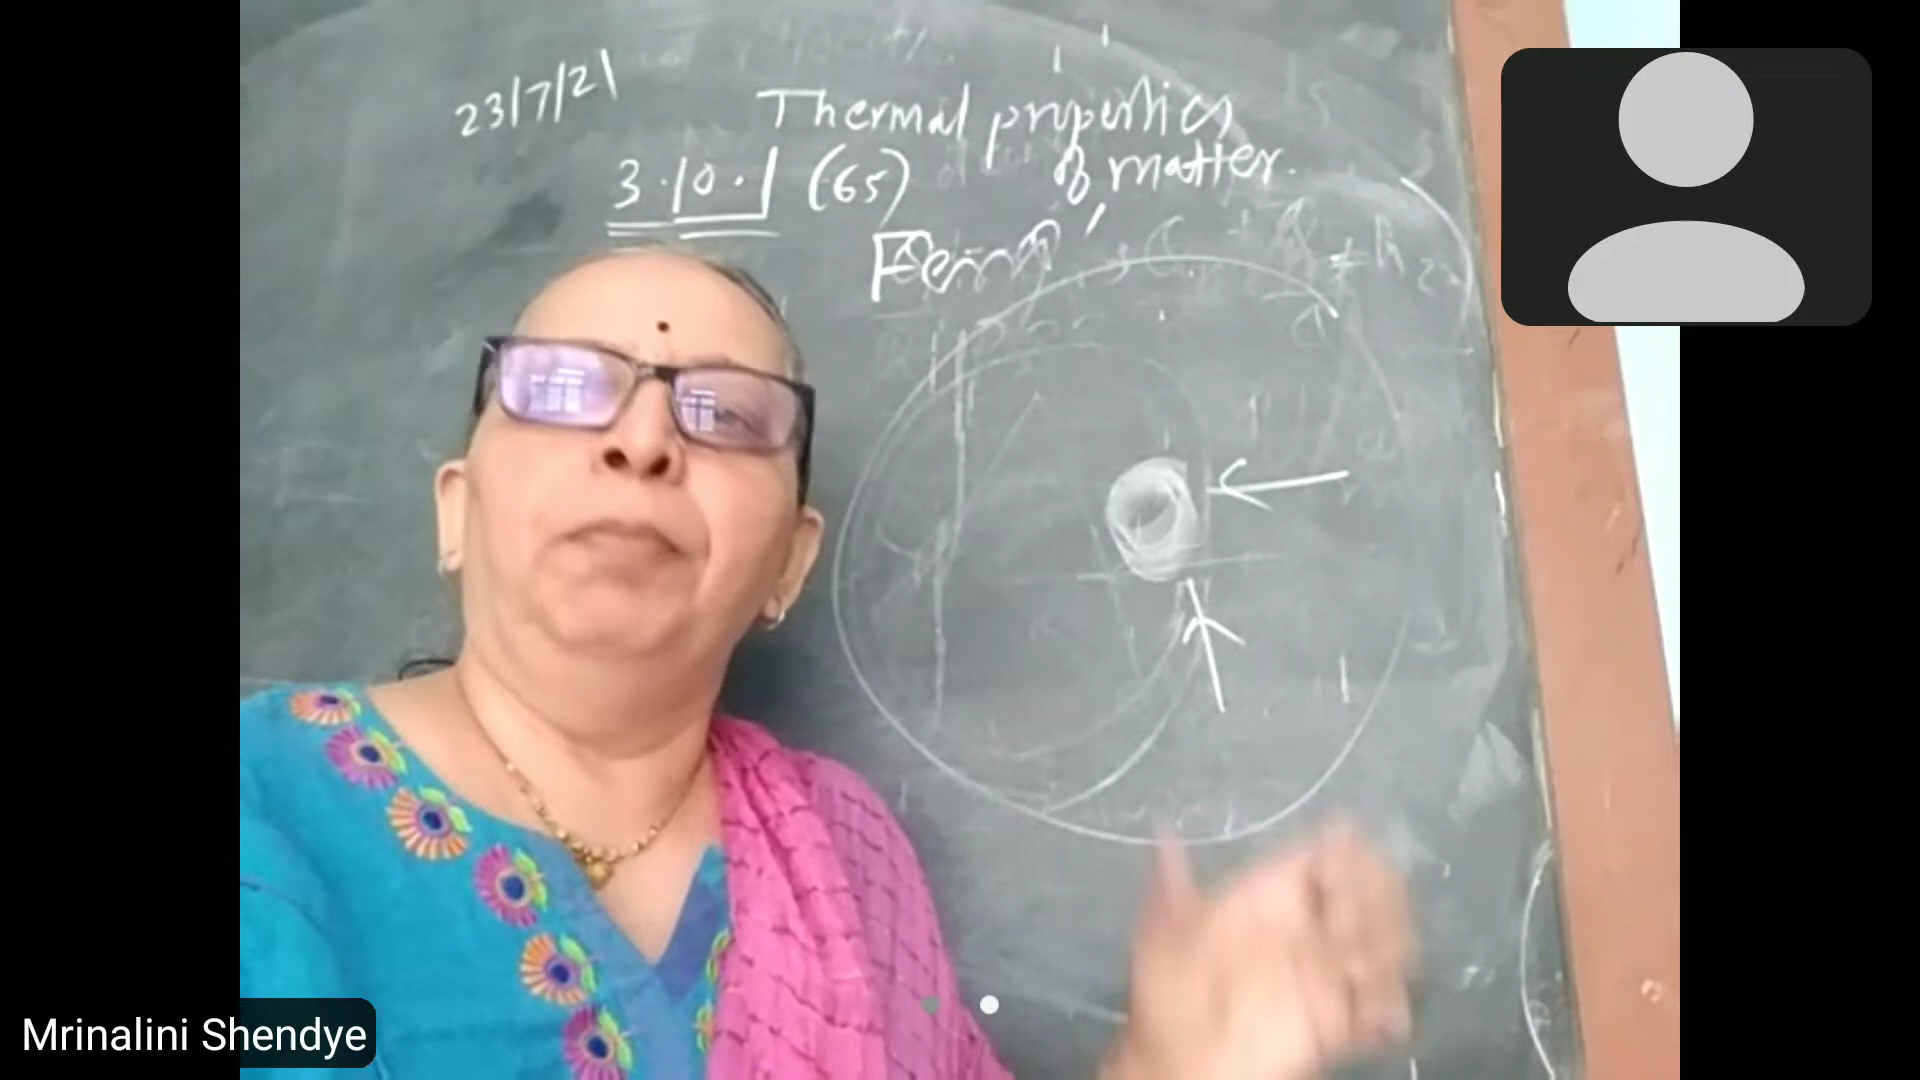 23/7/21
Thermal properties
of matter.
3.10.1 (65)
Mrinalini Shendye